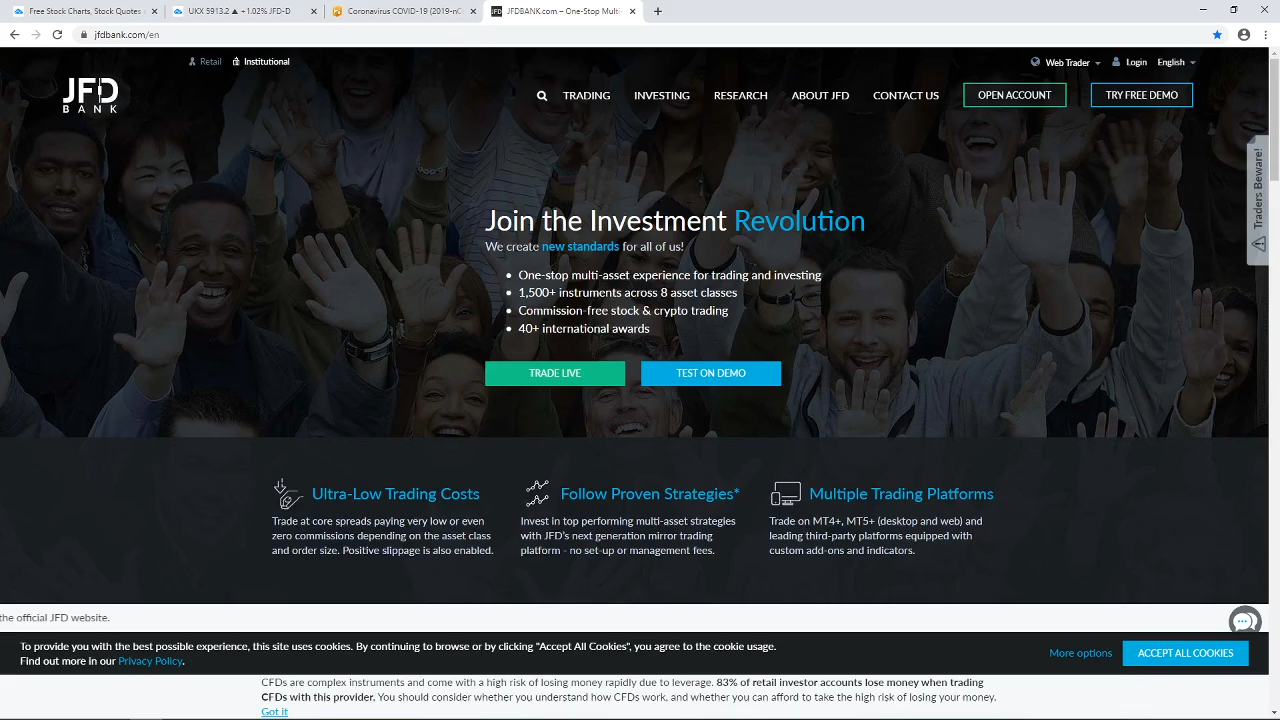 Free Stock Charts, Stock Quotes a
UKX 5913.2 ▲ +1.02% JFD-D
Coronavirus COVID-19 (2019-nC
JFDBANK.com – One-Stop Multi-
jfdbank.com/en
Retail
Institutional
Web Trader
Login
English
JFD
BANK
TRADING
INVESTING
RESEARCH
ABOUT JFD
CONTACT US
OPEN ACCOUNT
TRY FREE DEMO
Traders Beware!
Join the Investment Revolution
We create new standards for all of us!
• One-stop multi-asset experience for trading and investing
• 1,500+ instruments across 8 asset classes
• Commission-free stock & crypto trading
• 40+ international awards
TRADE LIVE
TEST ON DEMO
Ultra-Low Trading Costs
Trade at core spreads paying very low or even
zero commissions depending on the asset class
and order size. Positive slippage is also enabled.
Follow Proven Strategies*
Invest in top performing multi-asset strategies
with JFD's next generation mirror trading
platform - no set-up or management fees.
Multiple Trading Platforms
Trade on MT4+, MT5+ (desktop and web) and
leading third-party platforms equipped with
custom add-ons and indicators.
the official JFD website.
To provide you with the best possible experience, this site uses cookies. By continuing to browse or by clicking "Accept All Cookies", you agree to the cookie usage.
Find out more in our Privacy Policy.
More options
ACCEPT ALL COOKIES
CFDs are complex instruments and come with a high risk of losing money rapidly due to leverage. 83% of retail investor accounts lose money when trading
CFDs with this provider. You should consider whether you understand how CFDs work, and whether you can afford to take the high risk of losing your money.
Got it